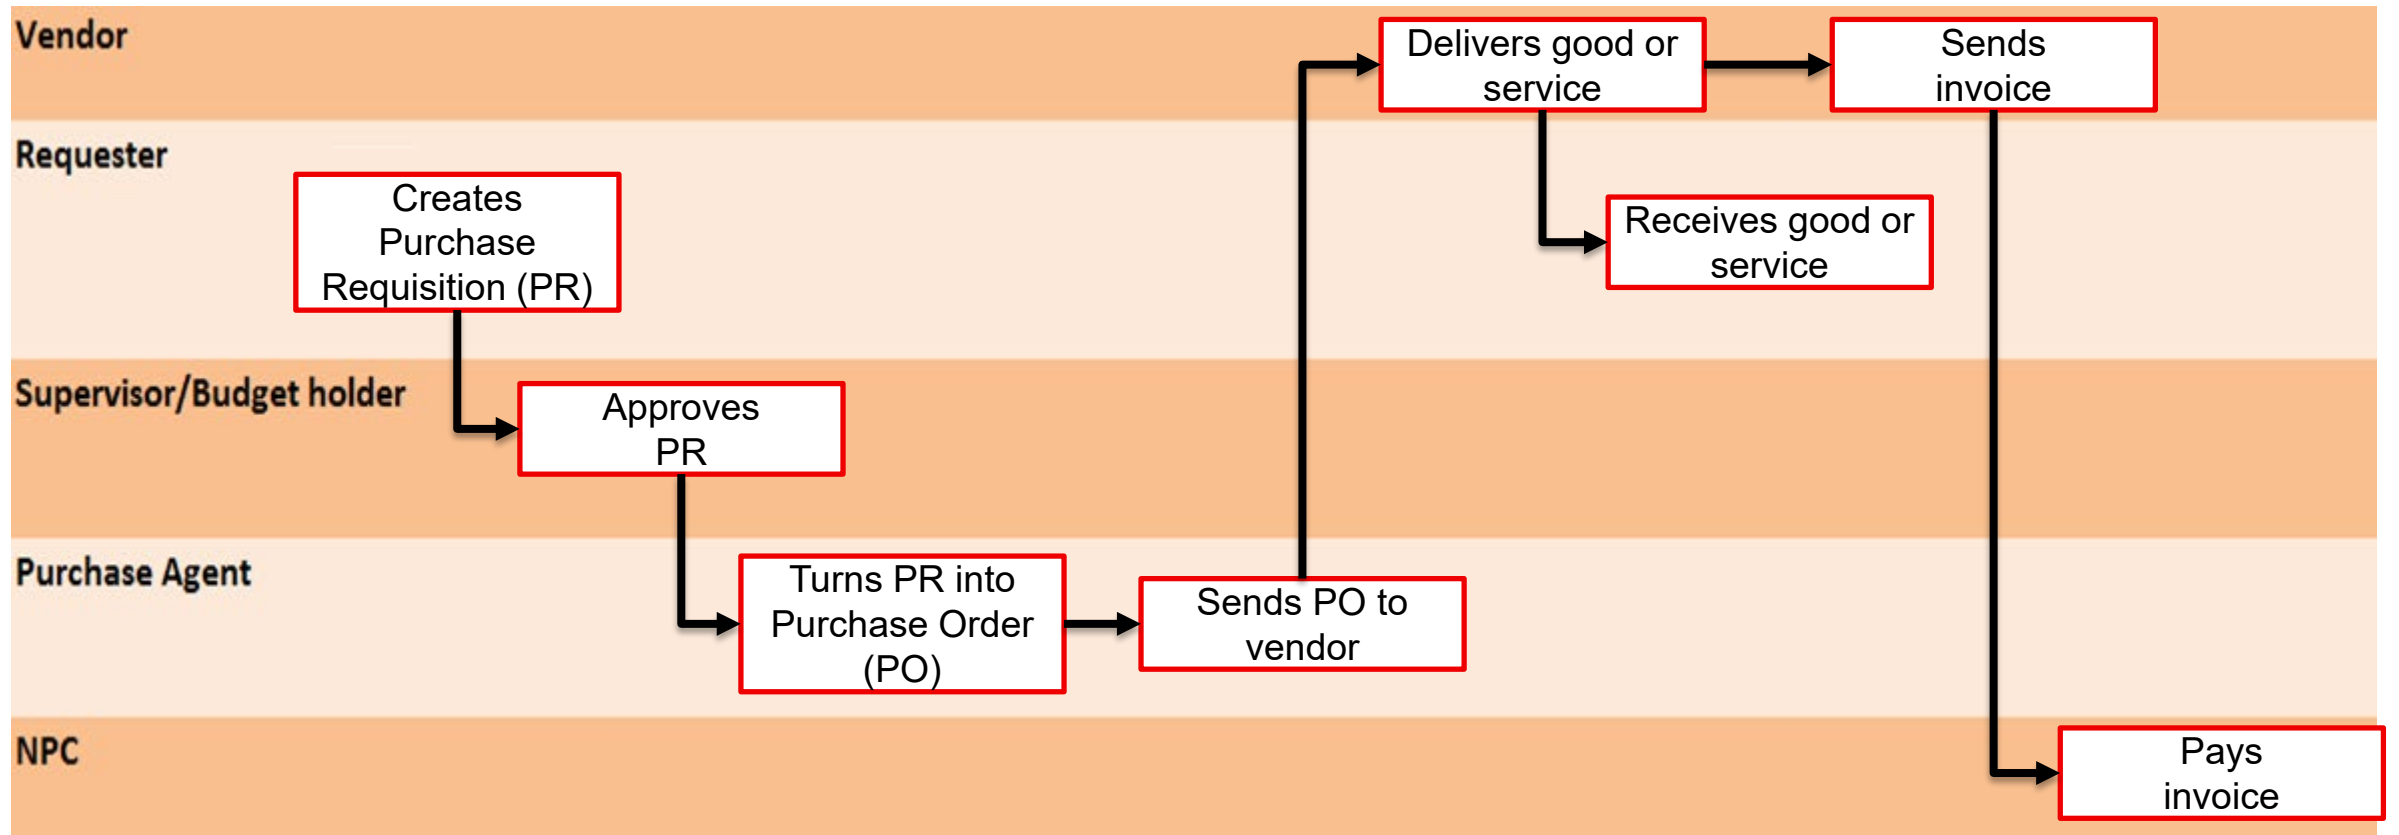 Vendor
Delivers good or
service
Sends
invoice
Requester
Creates
Purchase
Requisition (PR)
Receives good or
service
Supervisor/Budget holder
Approves
PR
Purchase Agent
Turns PR into
Purchase Order
(PO)
Sends PO to
vendor
NPC
Pays
invoice